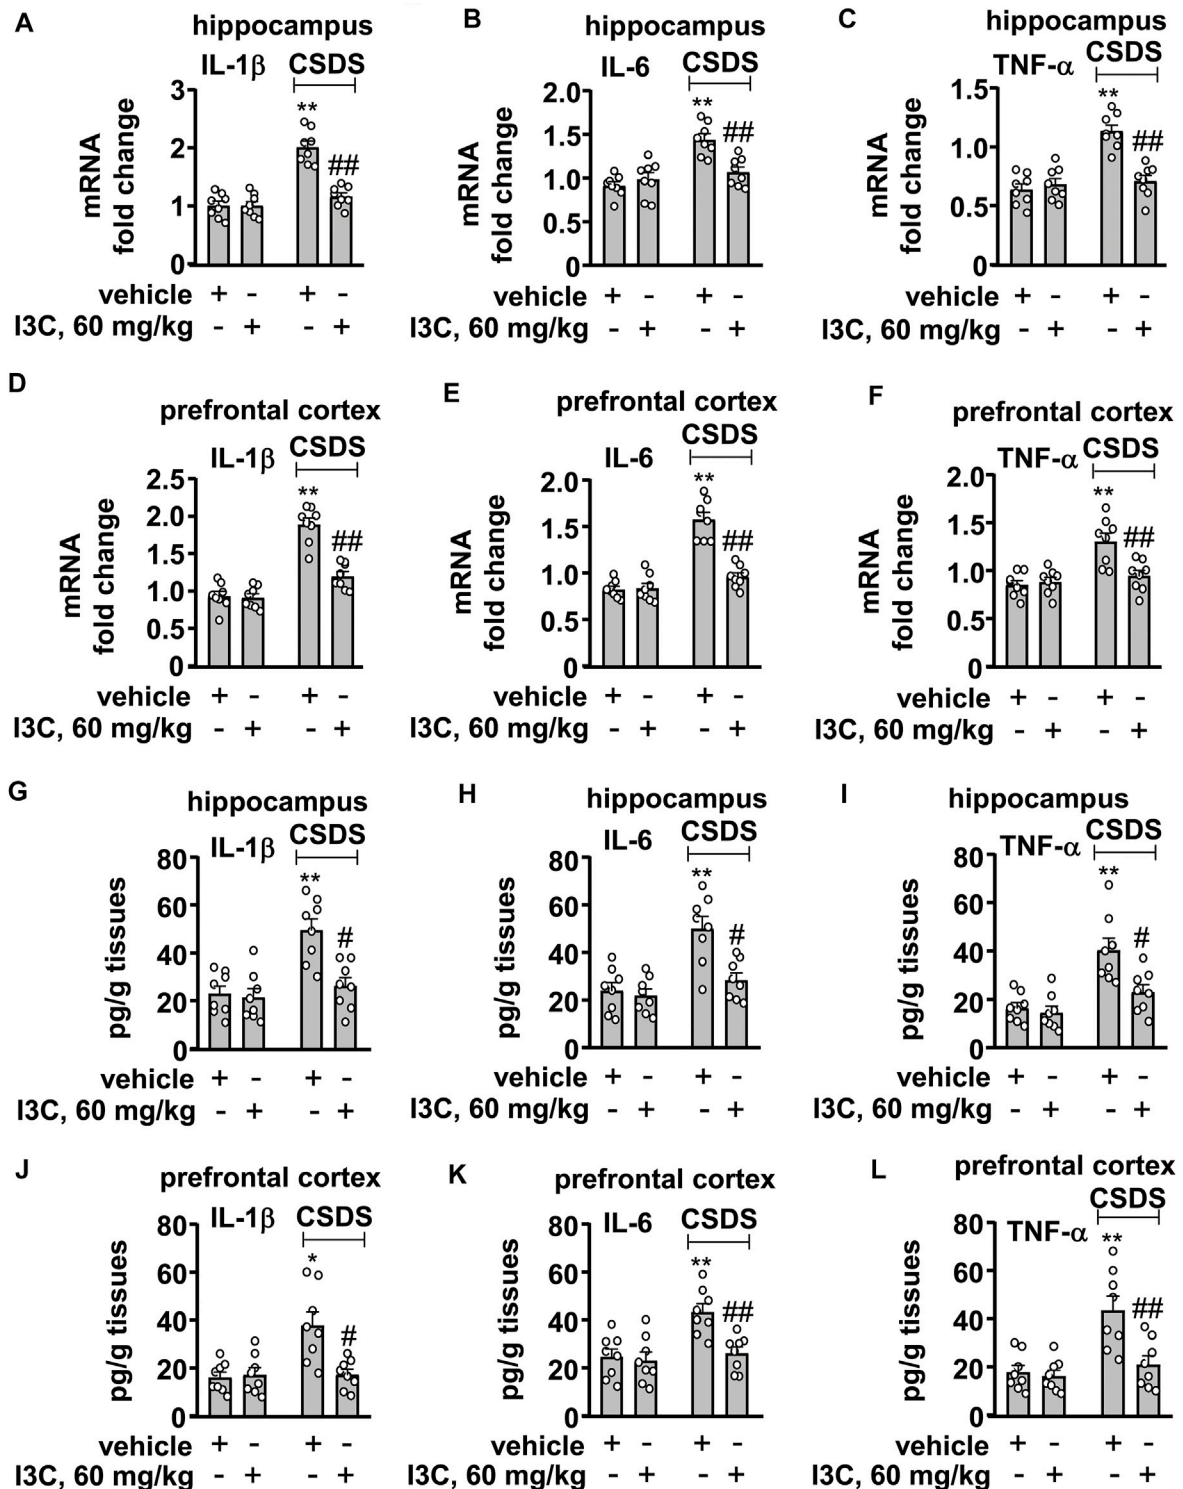 A
hippocampus
IL-1β CSDS
**
##
mRNA
fold change
3
2
1
0
vehicle + - + -
I3C, 60 mg/kg - + - +
B
hippocampus
IL-6 CSDS
**
##
mRNA
fold change
2.0
1.5
1.0
0.5
0
vehicle + - + -
I3C, 60 mg/kg - + - +
C
hippocampus
TNF-α CSDS
**
##
mRNA
fold change
1.5
1.0
0.5
0
vehicle + - + -
I3C, 60 mg/kg - + - +
D
prefrontal cortex
IL-1β CSDS
**
##
mRNA
fold change
2.5
2.0
1.5
1.0
0.5
0
vehicle + - + -
I3C, 60 mg/kg - + - +
E
prefrontal cortex
IL-6 CSDS
**
##
mRNA
fold change
2.0
1.5
1.0
0.5
0
vehicle + - + -
I3C, 60 mg/kg - + - +
F
prefrontal cortex
TNF-α CSDS
**
##
mRNA
fold change
2.0
1.5
1.0
0.5
0
vehicle + - + -
I3C, 60 mg/kg - + - +
G
hippocampus
IL-1β CSDS
**
#
pg/g tissues
80
60
40
20
0
vehicle + - + -
I3C, 60 mg/kg - + - +
H
hippocampus
IL-6 CSDS
**
#
pg/g tissues
80
60
40
20
0
vehicle + - + -
I3C, 60 mg/kg - + - +
I
hippocampus
TNF-α CSDS
**
#
pg/g tissues
80
60
40
20
0
vehicle + - + -
I3C, 60 mg/kg - + - +
J
prefrontal cortex
IL-1β CSDS
*
#
pg/g tissues
80
60
40
20
0
vehicle + - + -
I3C, 60 mg/kg - + - +
K
prefrontal cortex
IL-6 CSDS
**
##
pg/g tissues
80
60
40
20
0
vehicle + - + -
I3C, 60 mg/kg - + - +
L
prefrontal cortex
TNF-α CSDS
**
##
pg/g tissues
80
60
40
20
0
vehicle + - + -
I3C, 60 mg/kg - + - +